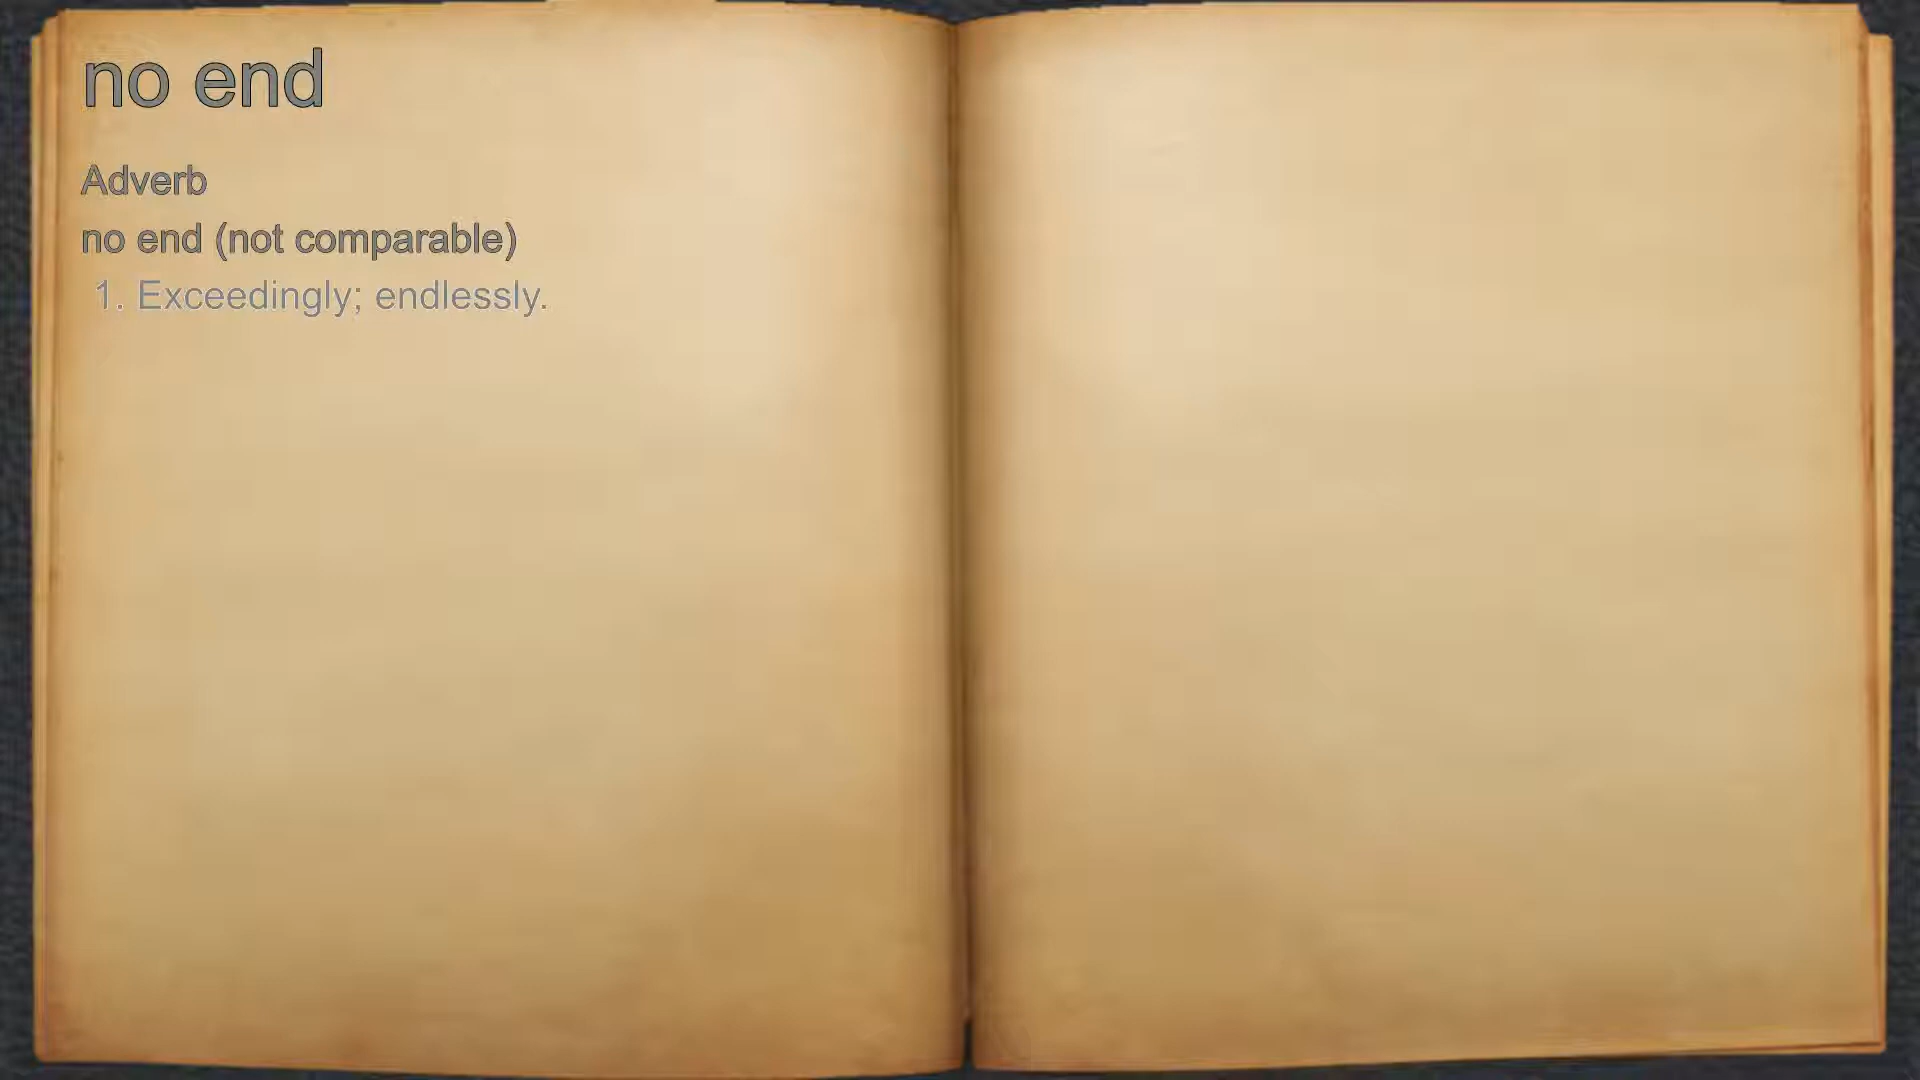 no end
Adverb
no end (not comparable)
1. Exceedingly; endlessly.